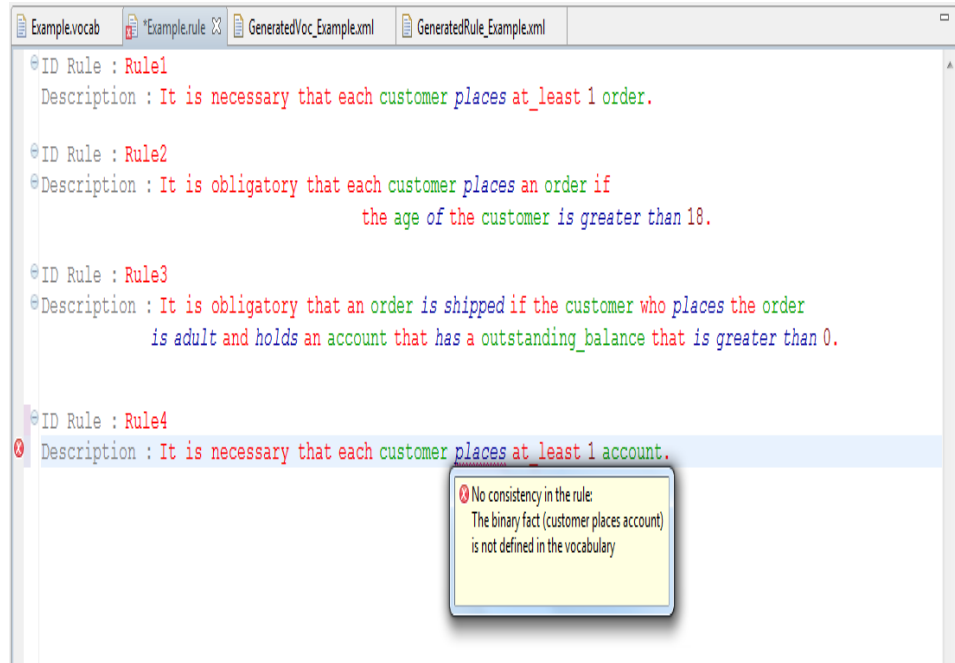 Example.vocab *Example.rule GeneratedVoc_Example.xml GeneratedRule_Example.xml
ID Rule : Rule1
Description : It is necessary that each customer places at_least 1 order.
ID Rule : Rule2
Description : It is obligatory that each customer places an order if
the age of the customer is greater than 18.
ID Rule : Rule3
Description : It is obligatory that an order is shipped if the customer who places the order
is adult and holds an account that has a outstanding_balance that is greater than 0.
ID Rule : Rule4
Description : It is necessary that each customer places at_least 1 account.
No consistency in the rule:
The binary fact (customer places account)
is not defined in the vocabulary